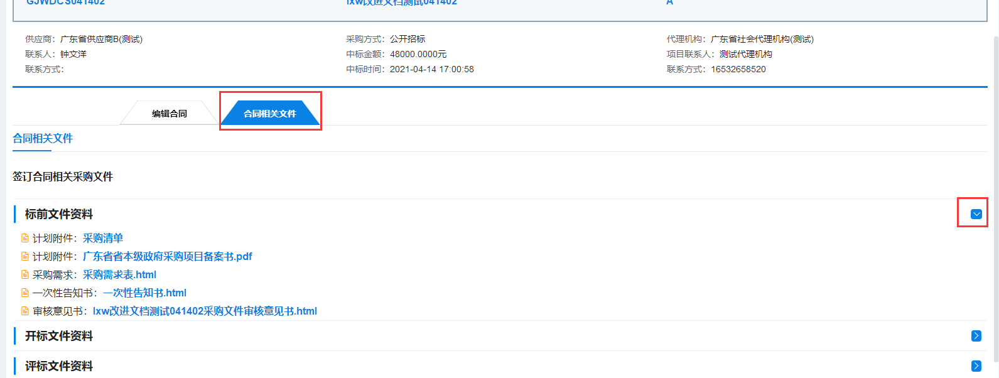 GJWDCS041402 lxw改进文档测试041402 A
供应商：广东省供应商B(测试) 采购方式：公开招标 代理机构：广东省社会代理机构(测试)
联系人：钟文洋 中标金额：48000.0000元 项目联系人：测试代理机构
联系方式： 中标时间：2021-04-14 17:00:58 联系方式：16532658520
编辑合同 合同相关文件
合同相关文件
签订合同相关采购文件
标前文件资料
计划附件：采购清单
计划附件：广东省省本级政府采购项目备案书.pdf
采购需求：采购需求表.html
一次性告知书：一次性告知书.html
审核意见书：lxw改进文档测试041402采购文件审核意见书.html
开标文件资料
评标文件资料